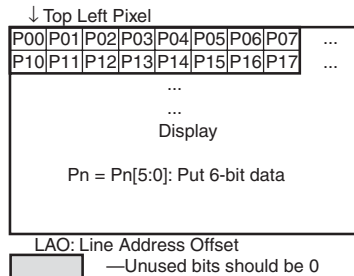 ↓ Top Left Pixel
P00 P01 P02 P03 P04 P05 P06 P07 ...
P10 P11 P12 P13 P14 P15 P16 P17 ...
...
...
Display
Pn = Pn[5:0]: Put 6-bit data
LAO: Line Address Offset
—Unused bits should be 0